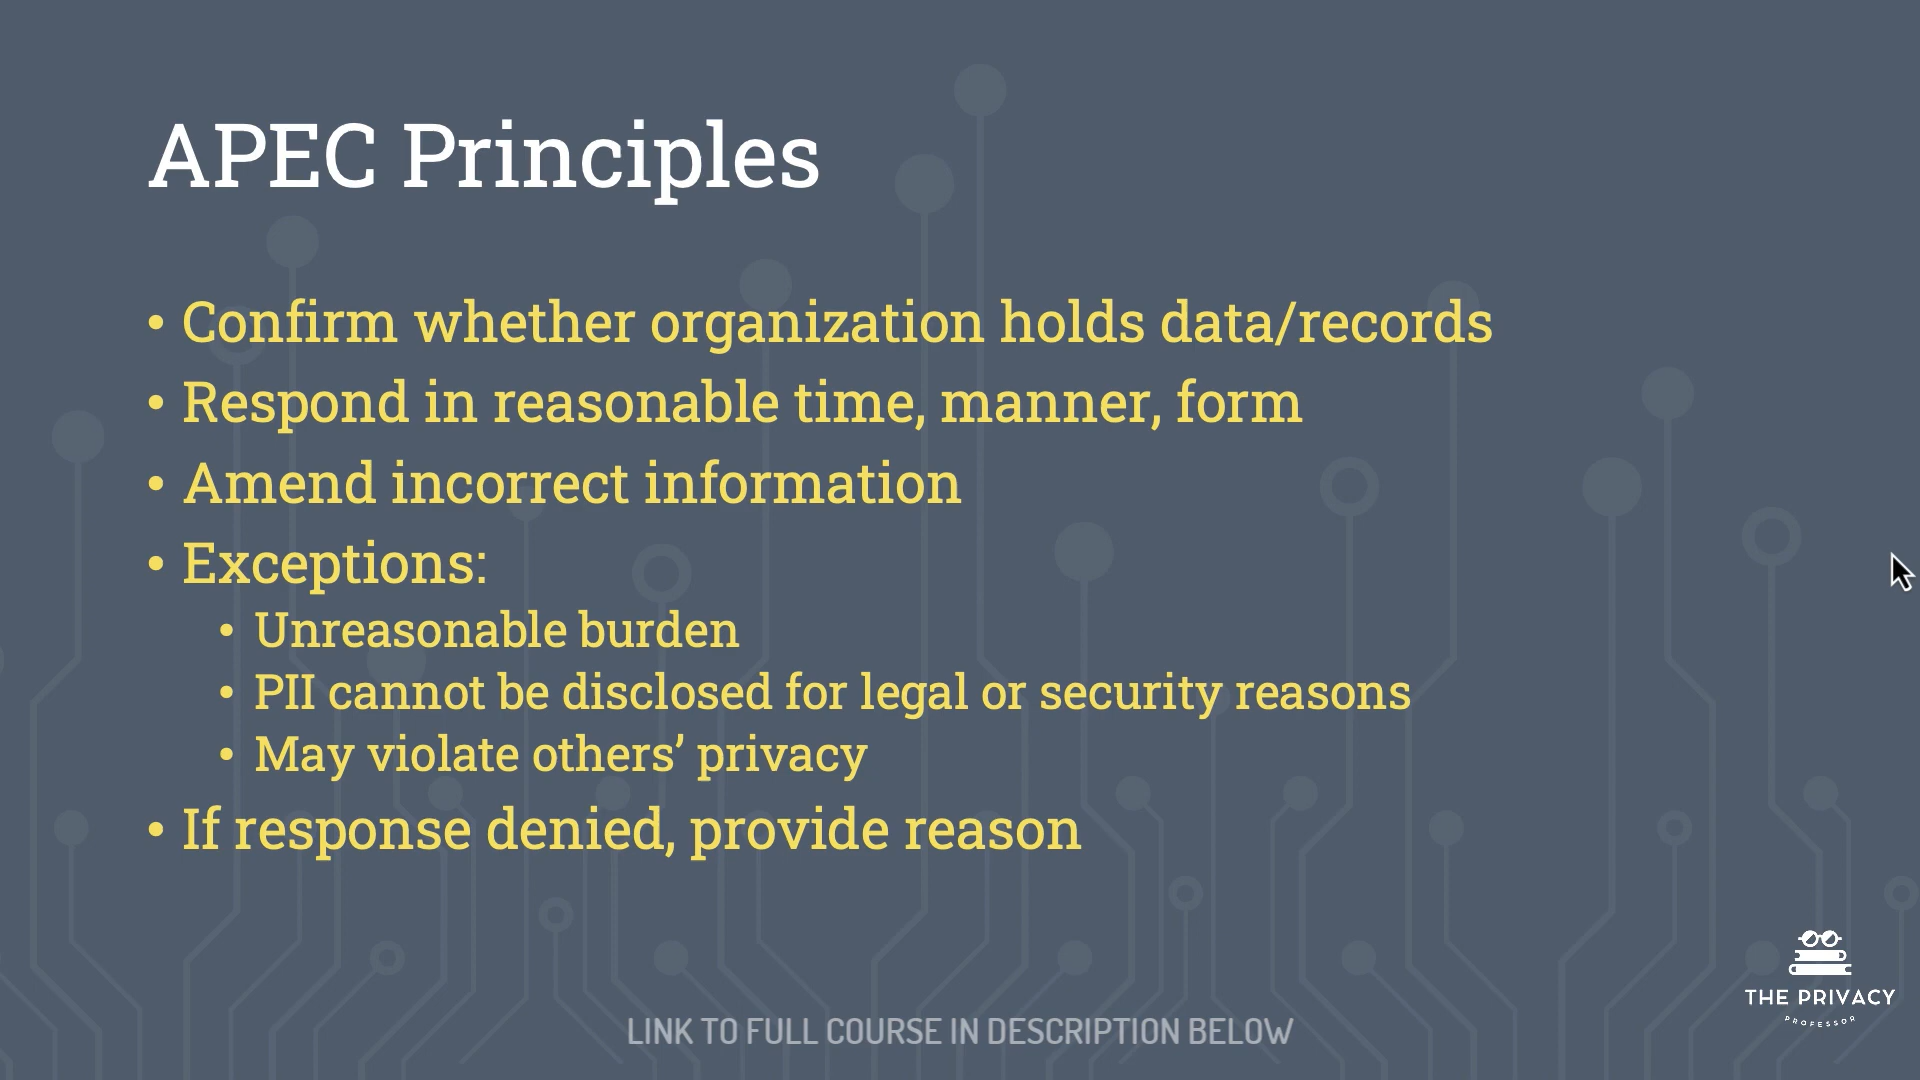 APEC Principles
• Confirm whether organization holds data/records
• Respond in reasonable time, manner, form
• Amend incorrect information
• Exceptions:
• Unreasonable burden
• PII cannot be disclosed for legal or security reasons
• May violate others’ privacy
• If response denied, provide reason
THE PRIVACY
PROFESSOR
LINK TO FULL COURSE IN DESCRIPTION BELOW